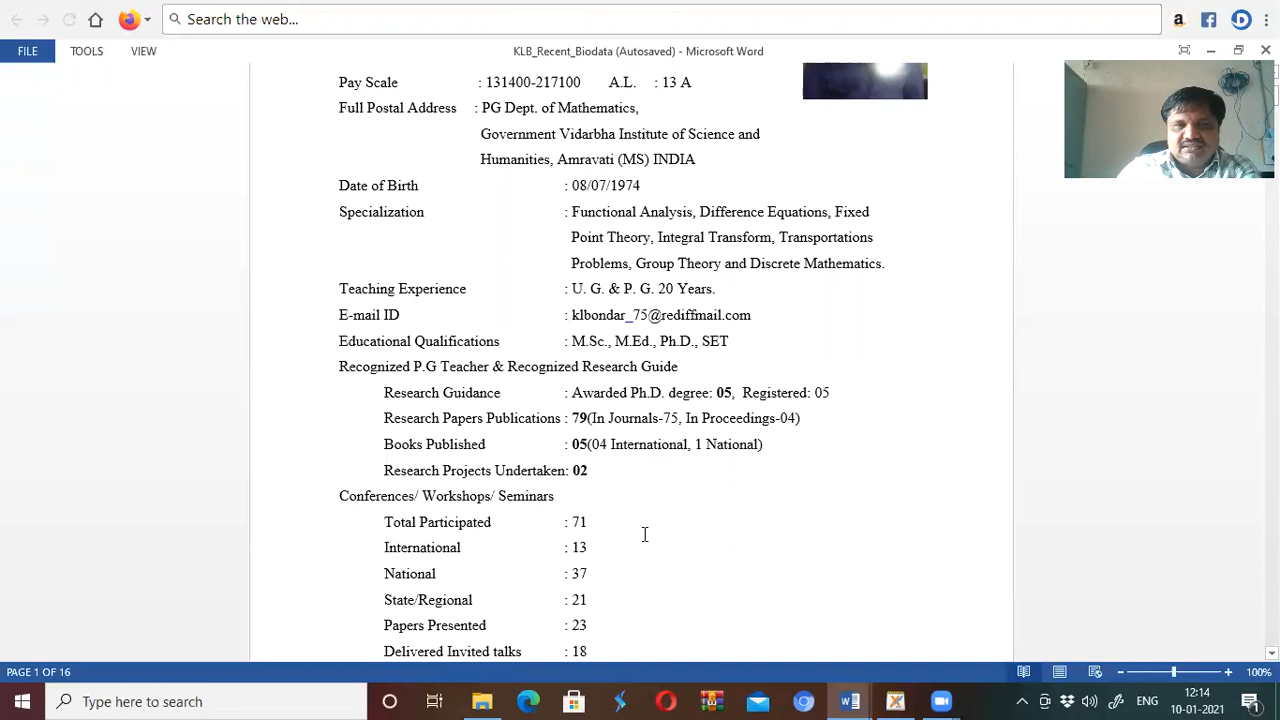 Search the web...
FILE TOOLS VIEW KLB_Recent_Biodata (Autosaved) - Microsoft Word
Pay Scale : 131400-217100 A.L. : 13 A
Full Postal Address : PG Dept. of Mathematics,
Government Vidarbha Institute of Science and
Humanities, Amravati (MS) INDIA
Date of Birth : 08/07/1974
Specialization : Functional Analysis, Difference Equations, Fixed
Point Theory, Integral Transform, Transportations
Problems, Group Theory and Discrete Mathematics.
Teaching Experience : U. G. & P. G. 20 Years.
E-mail ID : klbondar_75@rediffmail.com
Educational Qualifications : M.Sc., M.Ed., Ph.D., SET
Recognized P.G Teacher & Recognized Research Guide
Research Guidance : Awarded Ph.D. degree: 05, Registered: 05
Research Papers Publications : 79(In Journals-75, In Proceedings-04)
Books Published : 05(04 International, 1 National)
Research Projects Undertaken: 02
Conferences/ Workshops/ Seminars
Total Participated : 71
International : 13
National : 37
State/Regional : 21
Papers Presented : 23
Delivered Invited talks : 18
PAGE 1 OF 16 100%
Type here to search ENG 12:14
10-01-2021